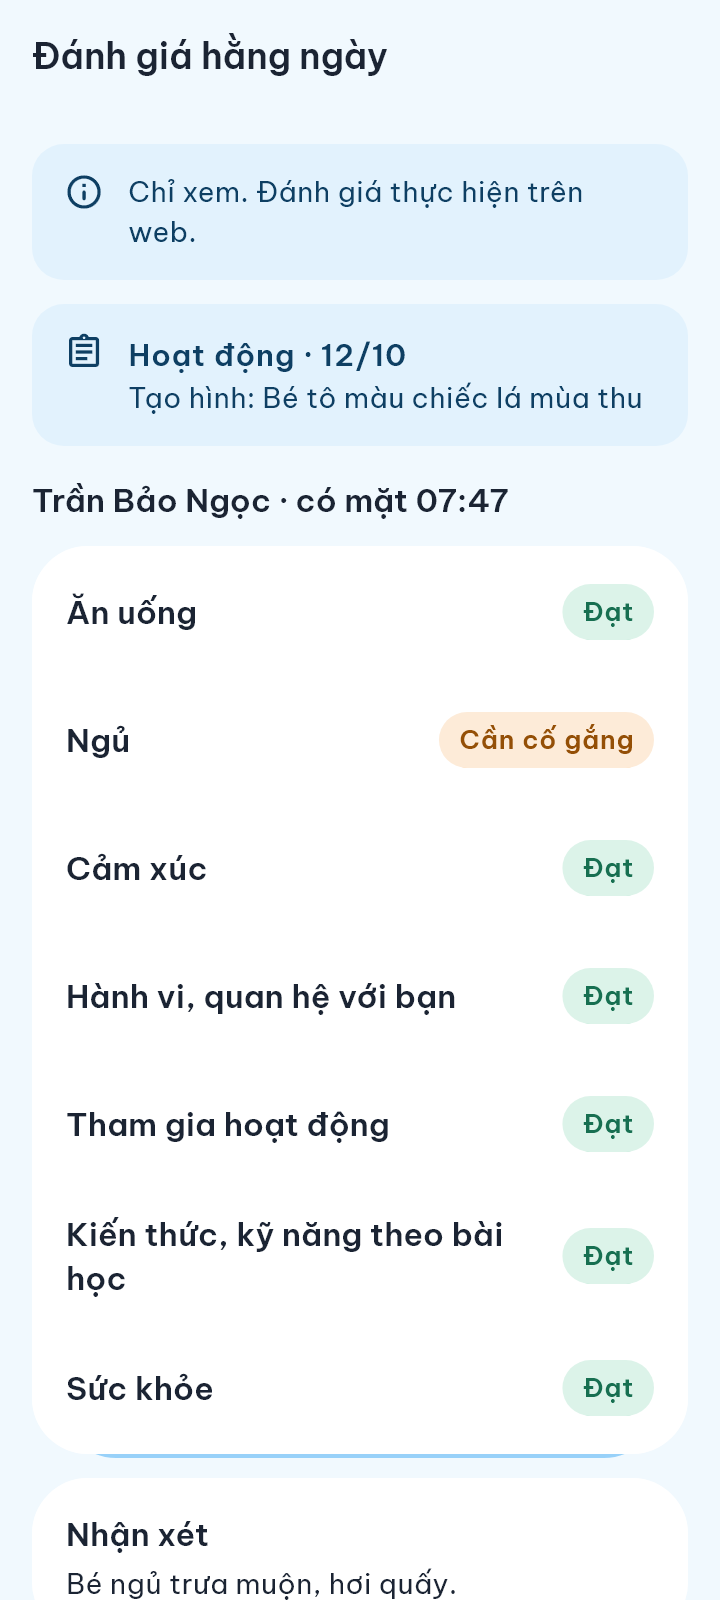 Đánh giá hằng ngày
Chỉ xem. Đánh giá thực hiện trên
web.
Hoạt động · 12/10
Tạo hình: Bé tô màu chiếc lá mùa thu
Trần Bảo Ngọc · có mặt 07:47
Ăn uống
Đạt
Ngủ
Cần cố gắng
Cảm xúc
Đạt
Hành vi, quan hệ với bạn
Đạt
Tham gia hoạt động
Đạt
Kiến thức, kỹ năng theo bài
học
Đạt
Sức khỏe
Đạt
Nhận xét
Bé ngủ trưa muộn, hơi quấy.